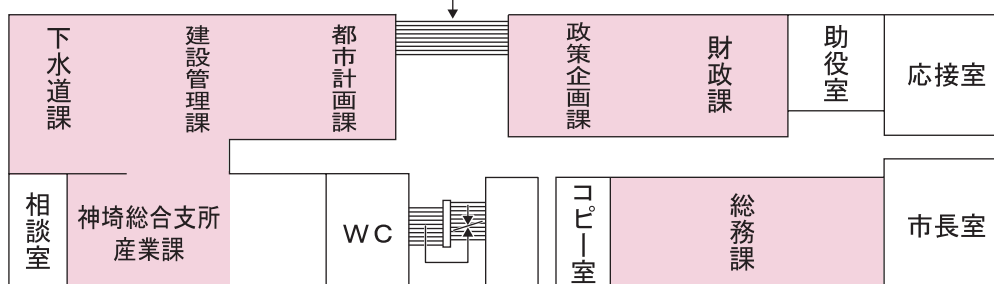 下水道課
建設管理課
都市計画課
政策企画課
財政課
助役室
応接室
相談室
神埼総合支所
産業課
WC
コピー室
総務課
市長室